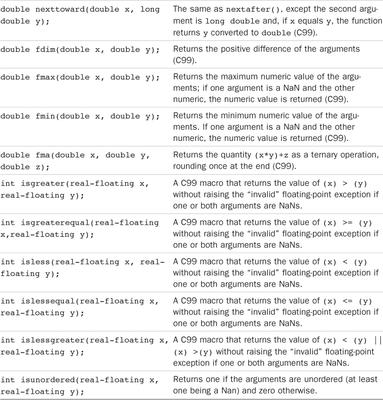 double nexttoward(double x, long double y);
The same as nextafter(), except the second argu-
ment is long double and, if x equals y, the function
returns y converted to double (C99).
double fdim(double x, double y);
Returns the positive difference of the arguments
(C99).
double fmax(double x, double y);
Returns the maximum numeric value of the argu-
ments; if one argument is a NaN and the other
numeric, the numeric value is returned (C99).
double fmin(double x, double y);
Returns the minimum numeric value of the argu-
ments. If one argument is a NaN and the other
numeric, the numeric value is returned (C99).
double fma(double x, double y,
double z);
Returns the quantity (x*y)+z as a ternary operation,
rounding once at the end (C99).
int isgreater(real-floating x,
real-floating y);
A C99 macro that returns the value of (x) > (y)
without raising the “invalid” floating-point exception if
one or both arguments are NaNs.
int isgreaterequal(real-floating
x,real-floating y);
A C99 macro that returns the value of (x) >= (y)
without raising the “invalid” floating-point exception if
one or both arguments are NaNs.
int isless(real-floating x, real-
floating y);
A C99 macro that returns the value of (x) < (y)
without raising the “invalid” floating-point exception if
one or both arguments are NaNs.
int islessequal(real-floating x,
real-floating y);
A C99 macro that returns the value of (x) <= (y)
without raising the “invalid” floating-point exception if
one or both arguments are NaNs.
int islessgreater(real-floating x,
real-floating y);
A C99 macro that returns the value of (x) < (y) ||
(x) >(y) without raising the “invalid” floating-point
exception if one or both arguments are NaNs.
int isunordered(real-floating x,
real-floating y);
Returns one if the arguments are unordered (at least
one being a Nan) and zero otherwise.